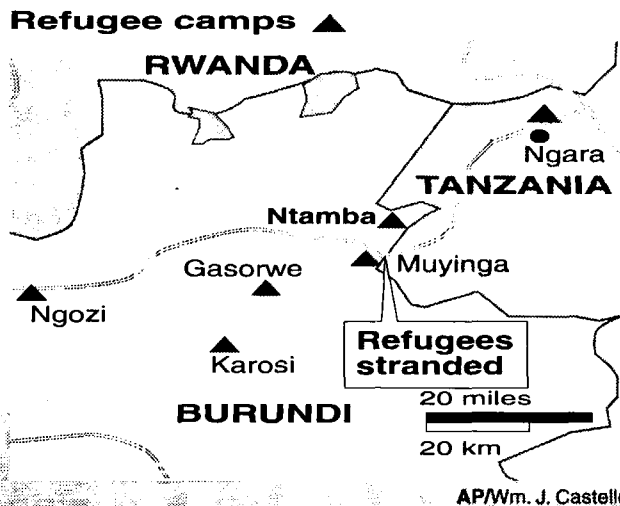 Refugee camps
RWANDA
Ngara
TANZANIA
Ntamba
Muyinga
Gasorwe
Ngozi
Karosi
Refugees
stranded
BURUNDI
20 miles
20 km
AP/Wm. J. Castello